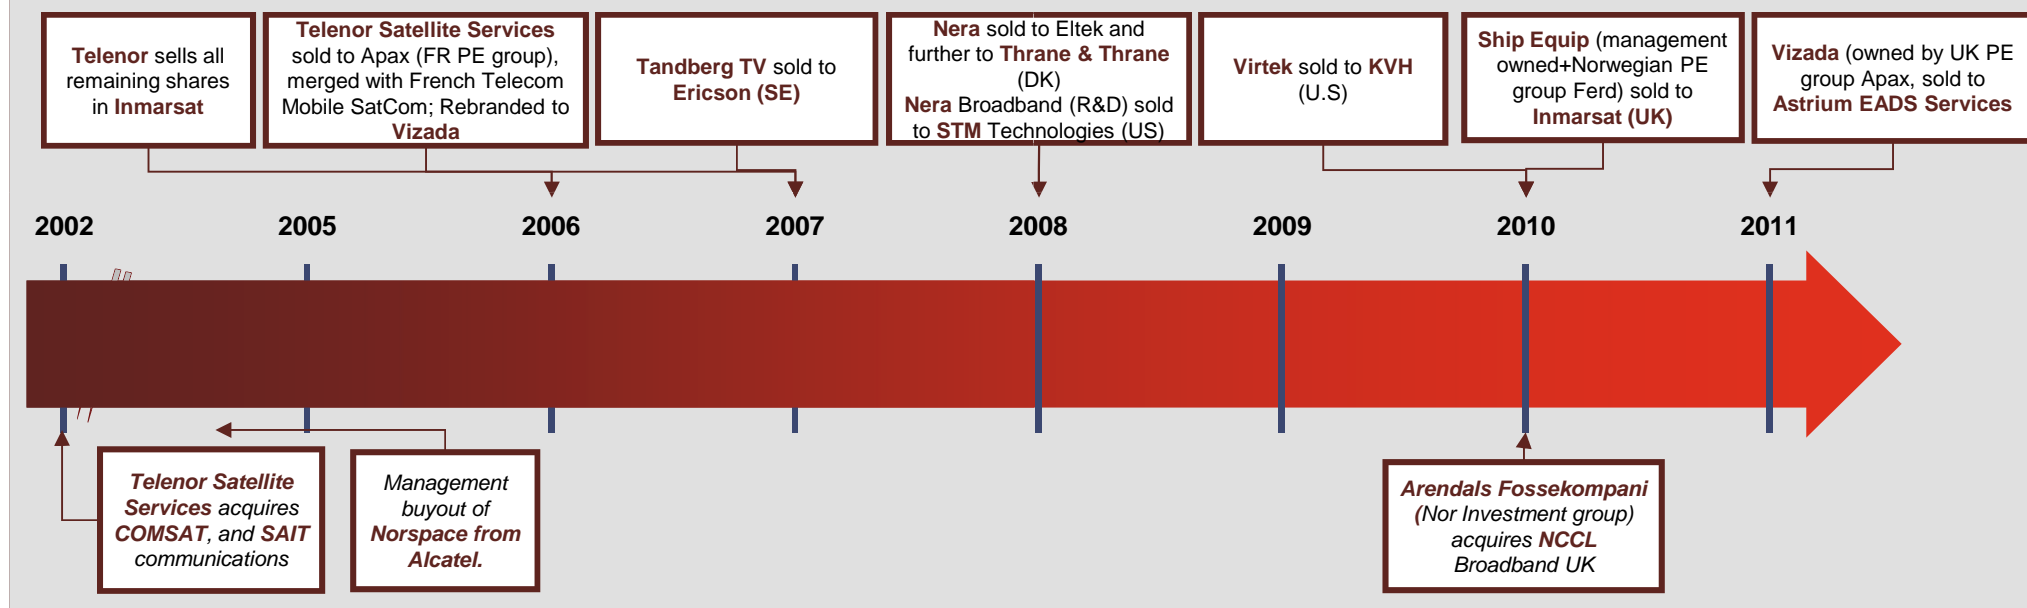 Telenor sells all
remaining shares
in Inmarsat
Telenor Satellite Services
sold to Apax (FR PE group),
merged with French Telecom
Mobile SatCom; Rebranded to
Vizada
Tandberg TV sold to
Ericson (SE)
Nera sold to Eltek and
further to Thrane & Thrane
(DK)
Nera Broadband (R&D) sold
to STM Technologies (US)
Virtek sold to KVH
(U.S)
Ship Equip (management
owned+Norwegian PE
group Ferd) sold to
Inmarsat (UK)
Vizada (owned by UK PE
group Apax, sold to
Astrium EADS Services
2002
2005
2006
2007
2008
2009
2010
2011
Telenor Satellite
Services acquires
COMSAT, and SAIT
communications
Management
buyout of
Norspace from
Alcatel.
Arendals Fossekompani
(Nor Investment group)
acquires NCCL
Broadband UK